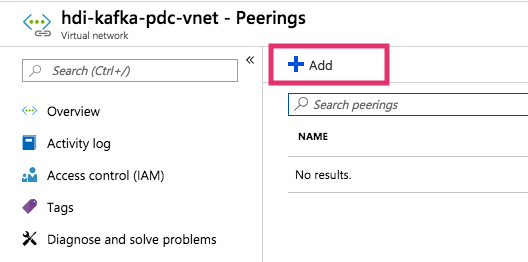 hdi-kafka-pdc-vnet - Peerings
Virtual network
Search (Ctrl+/)
«
Overview
Activity log
Access control (IAM)
Tags
Diagnose and solve problems
+ Add
Search peerings
NAME
No results.